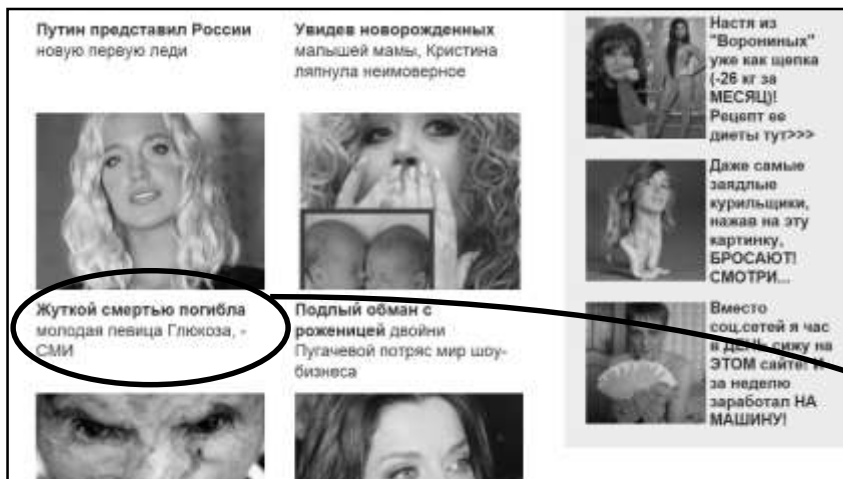 Путин представил России
новую первую леди
Увидев новорожденных
малышей мамы, Кристина
ляпнула неимоверное
Жуткой смертью погибла
молодая певица Глюкоза, -
СМИ
Подлый обман с
роженицей двойни
Пугачевой потряс мир шоу-
бизнеса
Настя из
"Ворониных"
уже как щепка
(-26 кг за
МЕСЯЦ)!
Рецепт ее
диеты тут>>>
Даже самые
заядлые
курильщики,
нажав на эту
картинку,
БРОСАЮТ!
СМОТРИ...
Вместо
соц.сетей я час
в ДЕНЬ сижу на
ЭТОМ сайте! И
за неделю
заработал НА
МАШИНУ!